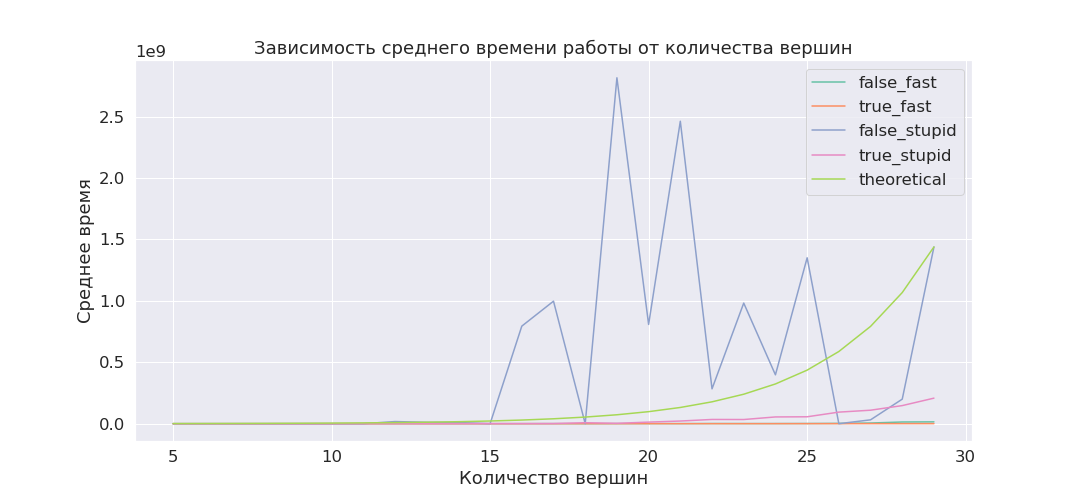 Зависимость среднего времени работы от количества вершин
1e9
false_fast
true_fast
false_stupid
true_stupid
theoretical
Среднее время
2.5
2.0
1.5
1.0
0.5
0.0
5 10 15 20 25 30
Количество вершин